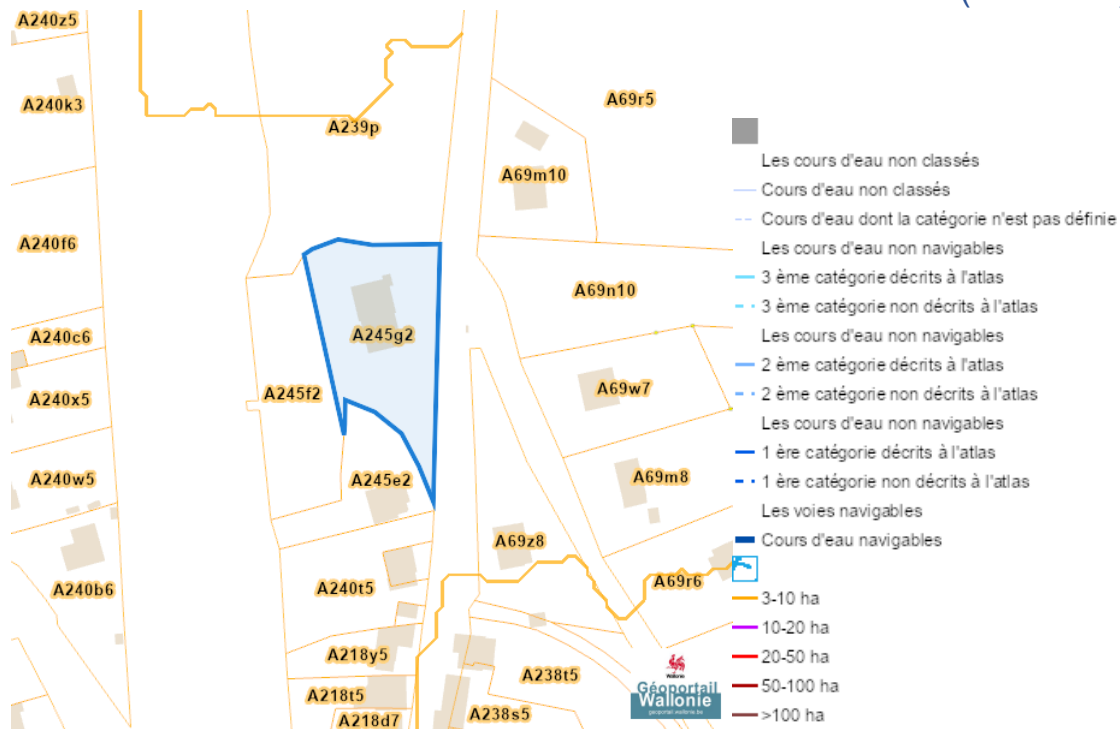 A240z5
A240k3
A69r5
A239p
A69m10
A240f6
A69n10
A240c6
A245g2
A240x5
A245f2
A69w7
A240w5
A245e2
A69m8
A69z8
A240b6
A240t5
A69r6
A218y5
A238t5
A218t5
A218d7
A238s5
Wallonie
Géoportail
Wallonie
geoportail.wallonie.be
Les cours d'eau non classés
Cours d'eau non classés
Cours d'eau dont la catégorie n'est pas définie
Les cours d'eau non navigables
3 ème catégorie décrits à l'atlas
3 ème catégorie non décrits à l'atlas
Les cours d'eau non navigables
2 ème catégorie décrits à l'atlas
2 ème catégorie non décrits à l'atlas
Les cours d'eau non navigables
1 ère catégorie décrits à l'atlas
1 ère catégorie non décrits à l'atlas
Les voies navigables
Cours d'eau navigables
3-10 ha
10-20 ha
20-50 ha
50-100 ha
>100 ha